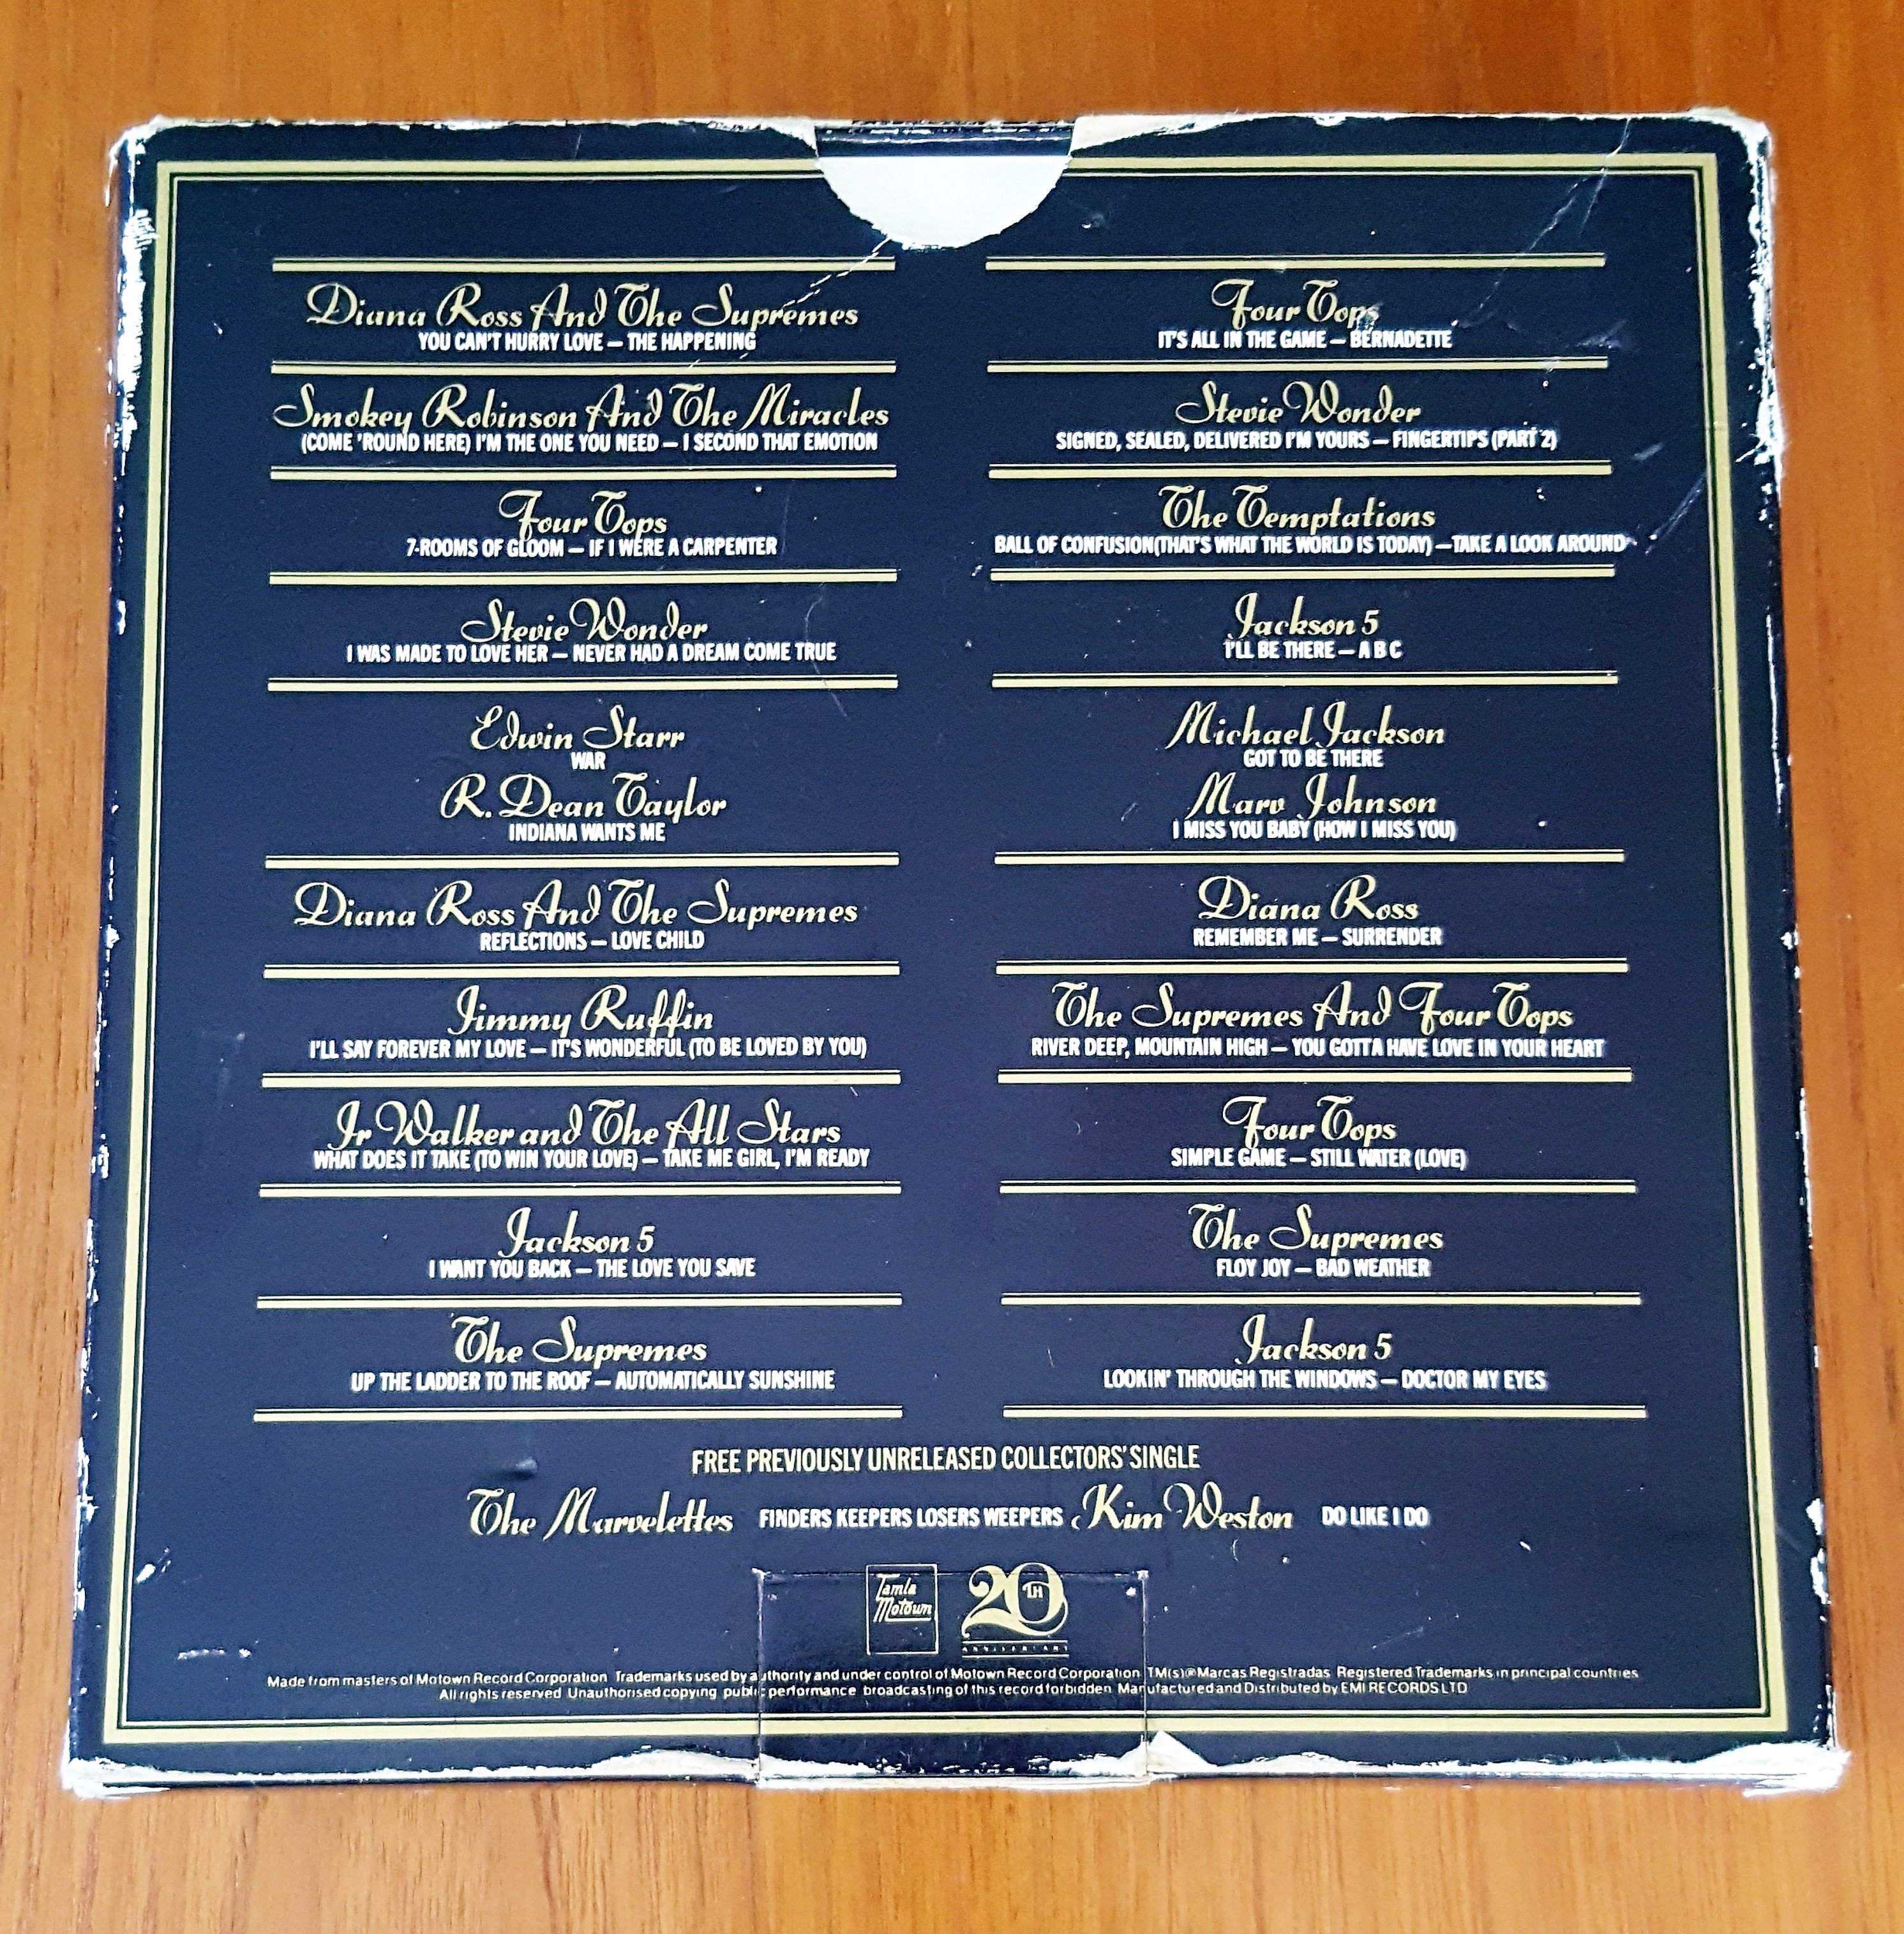 Diana Ross And The Supremes
YOU CAN'T HURRY LOVE – THE HAPPENING
Smokey Robinson And The Miracles
(COME 'ROUND HERE) I'M THE ONE YOU NEED – I SECOND THAT EMOTION
Four Tops
7-ROOMS OF GLOOM – IF I WERE A CARPENTER
Stevie Wonder
I WAS MADE TO LOVE HER – NEVER HAD A DREAM COME TRUE
Edwin Starr
WAR
R. Dean Taylor
INDIANA WANTS ME
Diana Ross And The Supremes
REFLECTIONS – LOVE CHILD
Jimmy Ruffin
I'LL SAY FOREVER MY LOVE – IT'S WONDERFUL (TO BE LOVED BY YOU)
Jr Walker and The All Stars
WHAT DOES IT TAKE (TO WIN YOUR LOVE) – TAKE ME GIRL, I'M READY
Jackson 5
I WANT YOU BACK – THE LOVE YOU SAVE
The Supremes
UP THE LADDER TO THE ROOF – AUTOMATICALLY SUNSHINE
Four Tops
IT'S ALL IN THE GAME – BERNADETTE
Stevie Wonder
SIGNED, SEALED, DELIVERED I'M YOURS – FINGERTIPS (PART 2)
The Temptations
BALL OF CONFUSION(THAT'S WHAT THE WORLD IS TODAY) –TAKE A LOOK AROUND
Jackson 5
I'LL BE THERE – A B C
Michael Jackson
GOT TO BE THERE
Marv Johnson
I MISS YOU BABY (HOW I MISS YOU)
Diana Ross
REMEMBER ME – SURRENDER
The Supremes And Four Tops
RIVER DEEP, MOUNTAIN HIGH – YOU GOTTA HAVE LOVE IN YOUR HEART
Four Tops
SIMPLE GAME – STILL WATER (LOVE)
The Supremes
FLOY JOY – BAD WEATHER
Jackson 5
LOOKIN' THROUGH THE WINDOWS – DOCTOR MY EYES
FREE PREVIOUSLY UNRELEASED COLLECTORS' SINGLE
The Marvelettes FINDERS KEEPERS LOSERS WEEPERS Kim Weston DO LIKE I DO
Tamla
Motown
20TH
ANNIVERSARY
Made from masters of Motown Record Corporation Trademarks used by authority and under control of Motown Record Corporation TM(s)®Marcas Registradas Registered Trademarks in principal countries
All rights reserved Unauthorised copying public performance broadcasting of this record forbidden Manufactured and Distributed by EMI RECORDS LTD